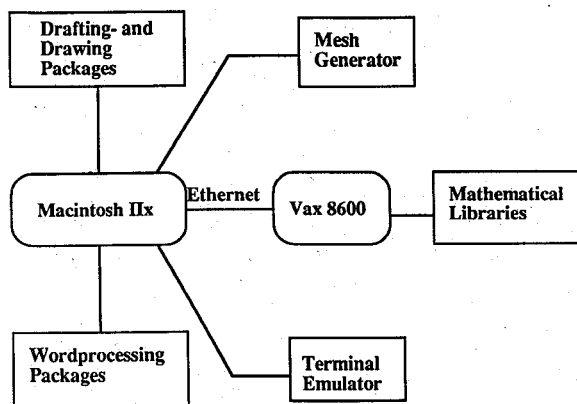 Drafting- and
Drawing
Packages
Mesh
Generator
Macintosh IIx
Ethernet
Vax 8600
Mathematical
Libraries
Wordprocessing
Packages
Terminal
Emulator